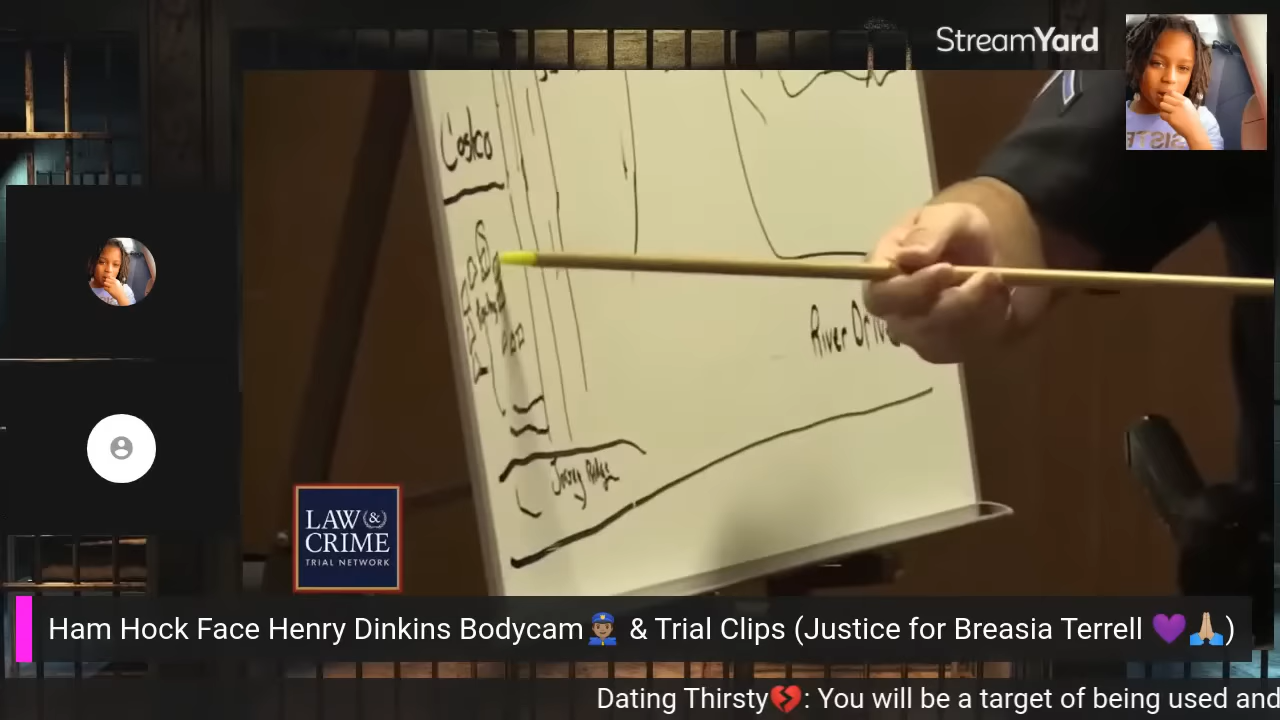 StreamYard
Costco
River Drive
LAW &
CRIME
TRIAL NETWORK
Ham Hock Face Henry Dinkins Bodycam👮🏽 & Trial Clips (Justice for Breasia Terrell 💜🙏🏼)
Dating Thirsty💔: You will be a target of being used and